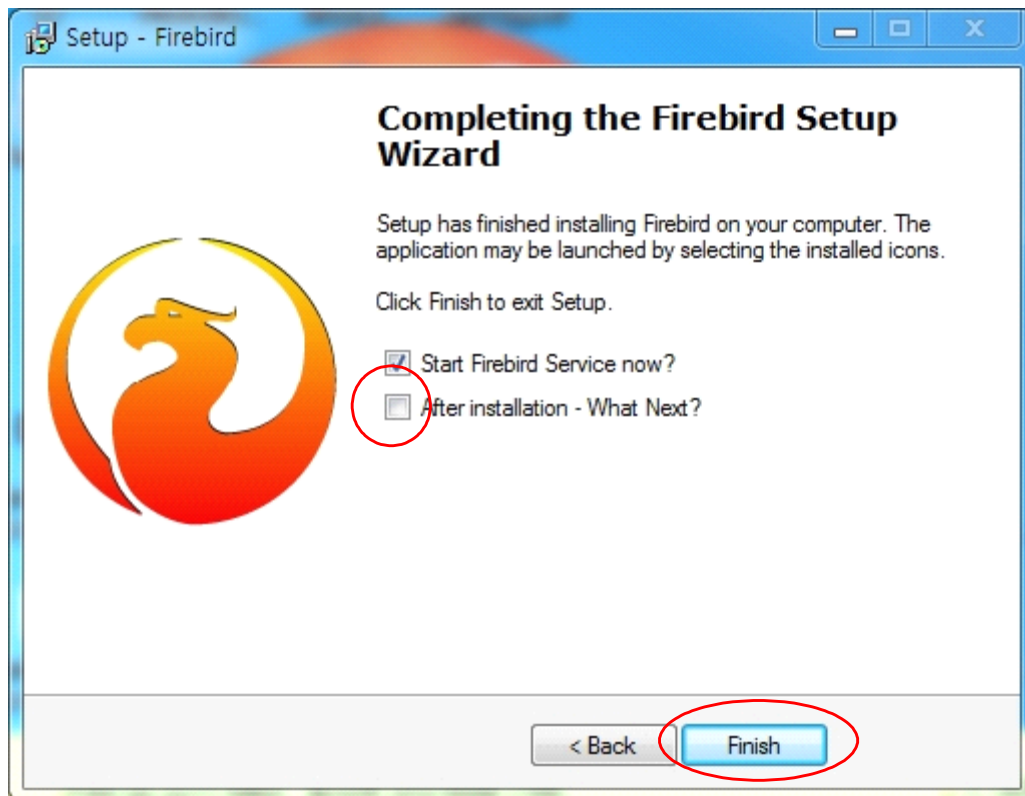 Setup - Firebird
Completing the Firebird Setup
Wizard
Setup has finished installing Firebird on your computer. The
application may be launched by selecting the installed icons.
Click Finish to exit Setup.
Start Firebird Service now?
After installation - What Next?
< Back
Finish